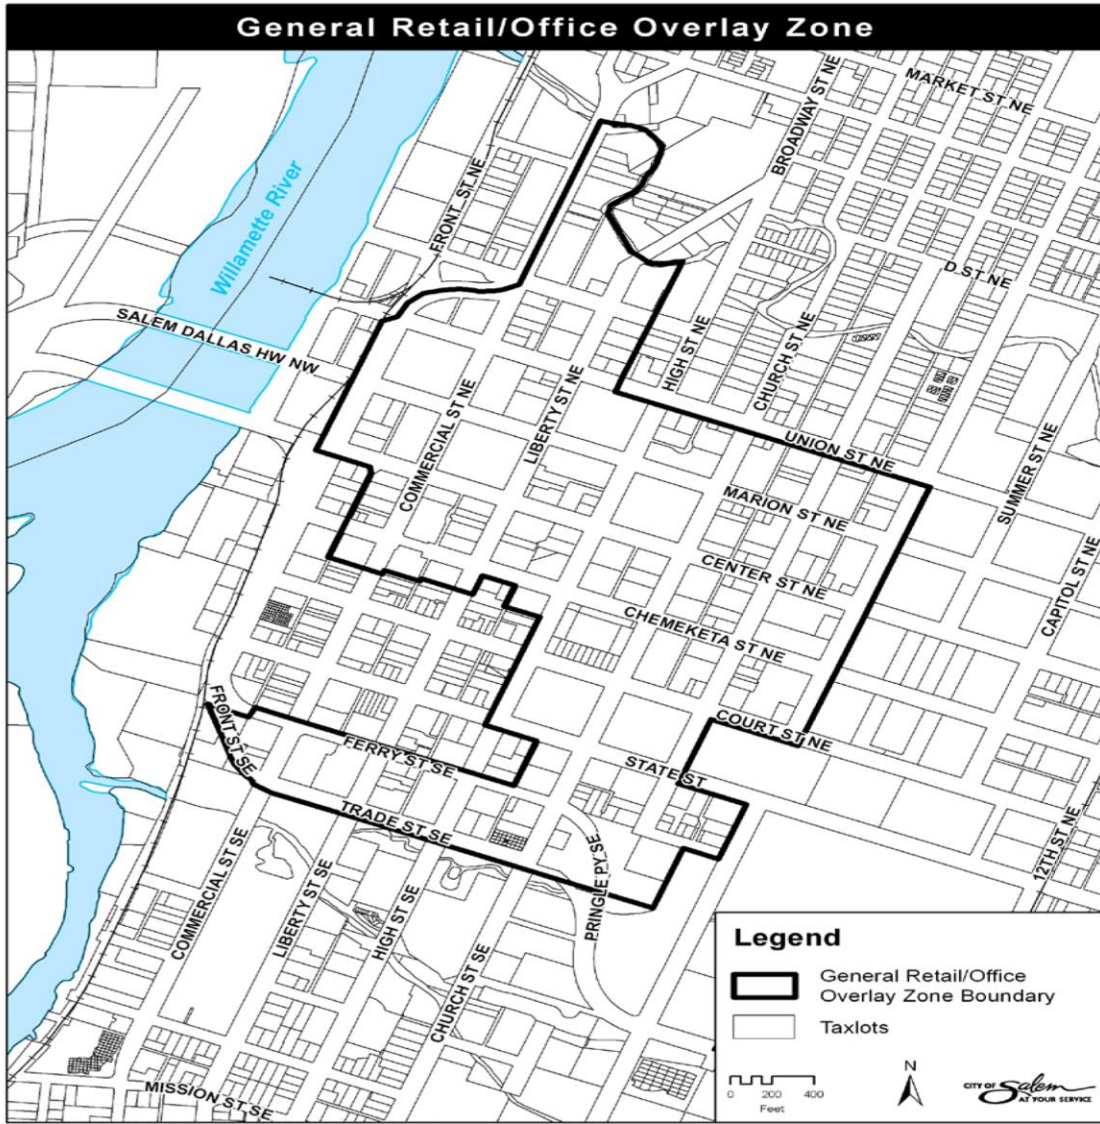 General Retail/Office Overlay Zone
MARKET ST NE
BROADWAY ST NE
FRONT ST NE
Willamette River
D ST NE
SALEM DALLAS HW NW
HIGH ST NE
CHURCH ST NE
COMMERCIAL ST NE
LIBERTY ST NE
UNION ST NE
SUMMER ST NE
MARION ST NE
CENTER ST NE
CAPITOL ST NE
CHEMEKETA ST NE
FRONT ST SE
COURT ST NE
FERRY ST SE
STATE ST
TRADE ST SE
12TH ST NE
PRINGLE PY SE
COMMERCIAL ST SE
LIBERTY ST SE
HIGH ST SE
CHURCH ST SE
MISSION ST SE
Legend
General Retail/Office
Overlay Zone Boundary
Taxlots
N
0 200 400
Feet
CITY OF Salem
AT YOUR SERVICE